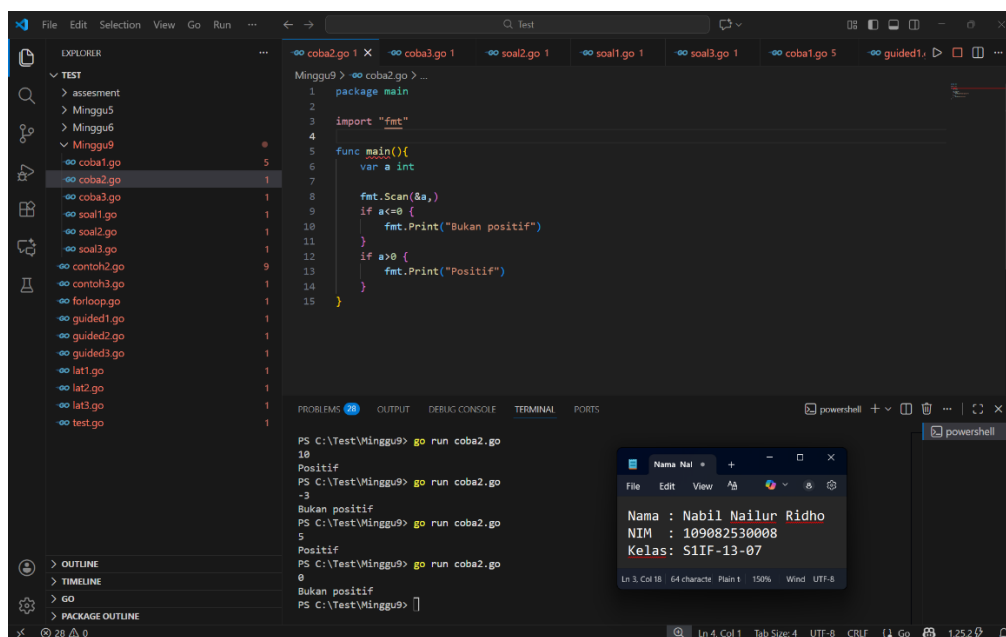 File Edit Selection View Go Run ... Test
EXPLORER ...
TEST
assesment
Minggu5
Minggu6
Minggu9
coba1.go 5
coba2.go 1
coba3.go 1
soal1.go 1
soal2.go 1
soal3.go 1
contoh2.go 9
contoh3.go 1
forloop.go 1
guided1.go 1
guided2.go 1
guided3.go 1
lat1.go 1
lat2.go 1
lat3.go 1
test.go 1
OUTLINE
TIMELINE
GO
PACKAGE OUTLINE
coba2.go 1 coba3.go 1 soal2.go 1 soal1.go 1 soal3.go 1 coba1.go 5 guided1.
Minggu9 > coba2.go > ...
1 package main
2
3 import "fmt"
4
5 func main(){
6 var a int
7
8 fmt.Scan(&a,)
9 if a<=0 {
10 fmt.Print("Bukan positif")
11 }
12 if a>0 {
13 fmt.Print("Positif")
14 }
15 }
PROBLEMS 28 OUTPUT DEBUG CONSOLE TERMINAL PORTS powershell
powershell
PS C:\Test\Minggu9> go run coba2.go
10
Positif
PS C:\Test\Minggu9> go run coba2.go
-3
Bukan positif
PS C:\Test\Minggu9> go run coba2.go
5
Positif
PS C:\Test\Minggu9> go run coba2.go
0
Bukan positif
PS C:\Test\Minggu9>
Nama Nal
File Edit View
Nama : Nabil Nailur Ridho
NIM : 109082530008
Kelas: S1IF-13-07
Ln 3, Col 18 64 characte Plain t 150% Wind UTF-8
28 0 Ln 4, Col 1 Tab Size: 4 UTF-8 CRLF Go 1.25.2